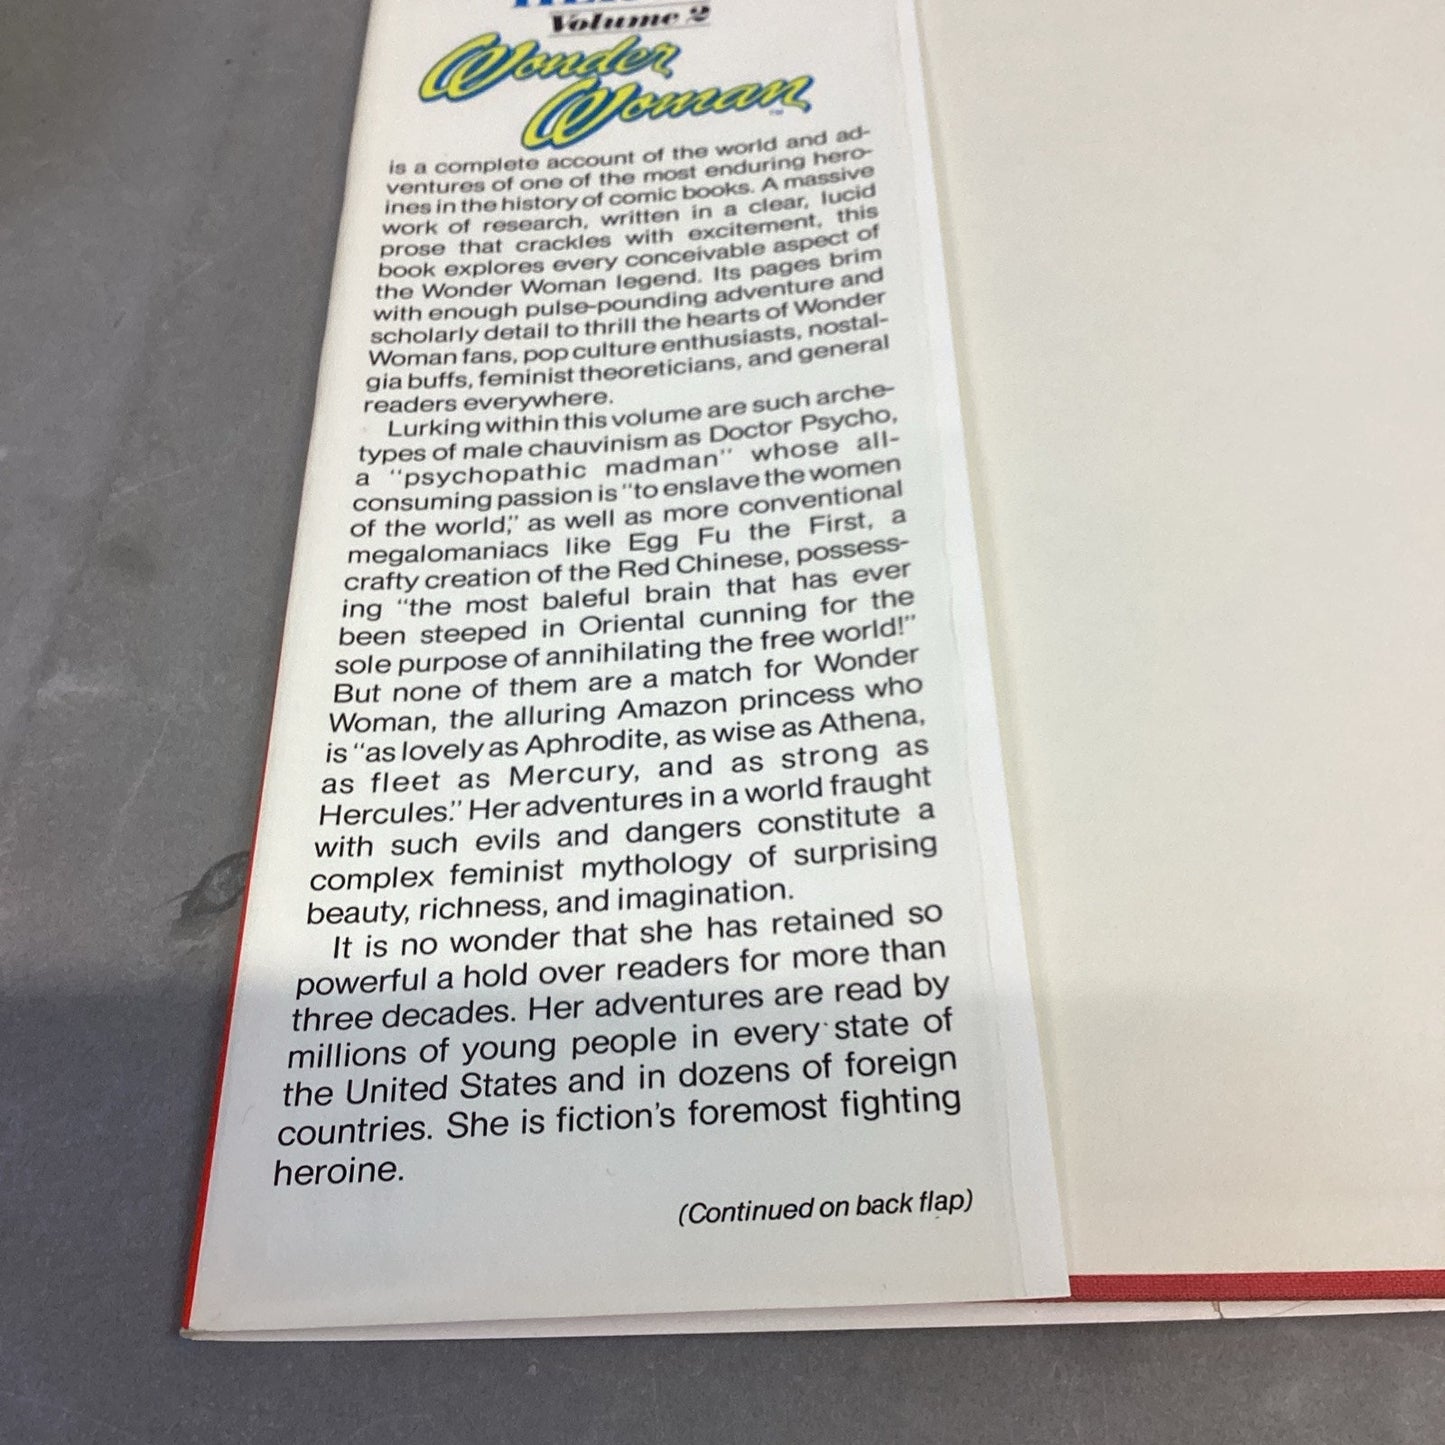 Volume 2
Wonder
Woman™
is a complete account of the world and ad-
ventures of one of the most enduring hero-
ines in the history of comic books. A massive
work of research, written in a clear, lucid
prose that crackles with excitement, this
book explores every conceivable aspect of
the Wonder Woman legend. Its pages brim
with enough pulse-pounding adventure and
scholarly detail to thrill the hearts of Wonder
Woman fans, pop culture enthusiasts, nostal-
gia buffs, feminist theoreticians, and general
readers everywhere.
Lurking within this volume are such arche-
types of male chauvinism as Doctor Psycho,
a "psychopathic madman" whose all-
consuming passion is "to enslave the women
of the world," as well as more conventional
megalomaniacs like Egg Fu the First, a
crafty creation of the Red Chinese, possess-
ing "the most baleful brain that has ever
been steeped in Oriental cunning for the
sole purpose of annihilating the free world!"
But none of them are a match for Wonder
Woman, the alluring Amazon princess who
is "as lovely as Aphrodite, as wise as Athena,
as fleet as Mercury, and as strong as
Hercules." Her adventures in a world fraught
with such evils and dangers constitute a
complex feminist mythology of surprising
beauty, richness, and imagination.
It is no wonder that she has retained so
powerful a hold over readers for more than
three decades. Her adventures are read by
millions of young people in every state of
the United States and in dozens of foreign
countries. She is fiction's foremost fighting
heroine.
(Continued on back flap)